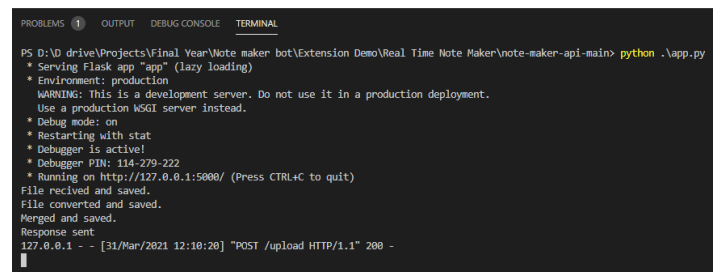 PROBLEMS 1 OUTPUT DEBUG CONSOLE TERMINAL
PS D:\D drive\Projects\Final Year\Note maker bot\Extension Demo\Real Time Note Maker\note-maker-api-main> python .\app.py
* Serving Flask app "app" (lazy loading)
* Environment: production
WARNING: This is a development server. Do not use it in a production deployment.
Use a production WSGI server instead.
* Debug mode: on
* Restarting with stat
* Debugger is active!
* Debugger PIN: 114-279-222
* Running on http://127.0.0.1:5000/ (Press CTRL+C to quit)
File recived and saved.
File converted and saved.
Merged and saved.
Response sent
127.0.0.1 - - [31/Mar/2021 12:10:20] "POST /upload HTTP/1.1" 200 -